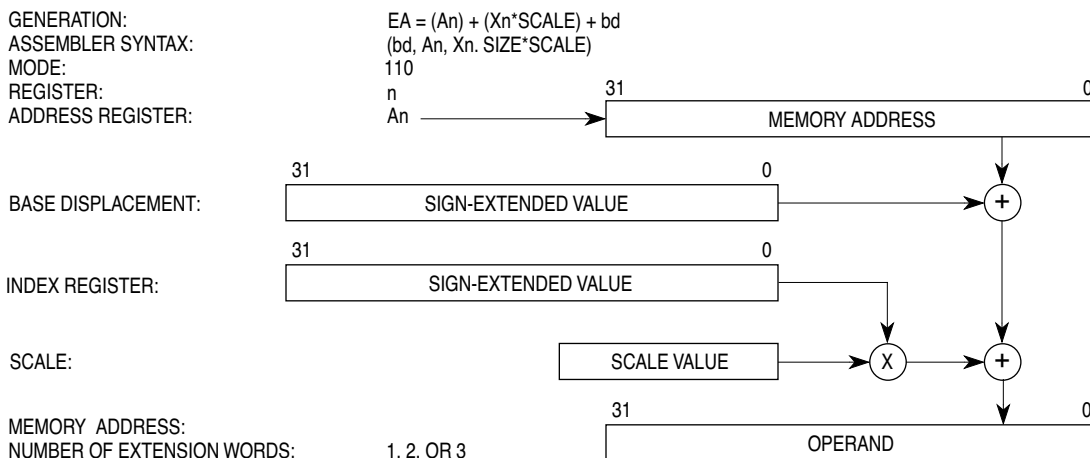 GENERATION: EA = (An) + (Xn*SCALE) + bd
ASSEMBLER SYNTAX: (bd, An, Xn. SIZE*SCALE)
MODE: 110
REGISTER: n
31 0
ADDRESS REGISTER: An MEMORY ADDRESS
31 0
BASE DISPLACEMENT: SIGN-EXTENDED VALUE +
31 0
INDEX REGISTER: SIGN-EXTENDED VALUE
SCALE: SCALE VALUE X +
31 0
MEMORY ADDRESS:
NUMBER OF EXTENSION WORDS: 1, 2, OR 3 OPERAND